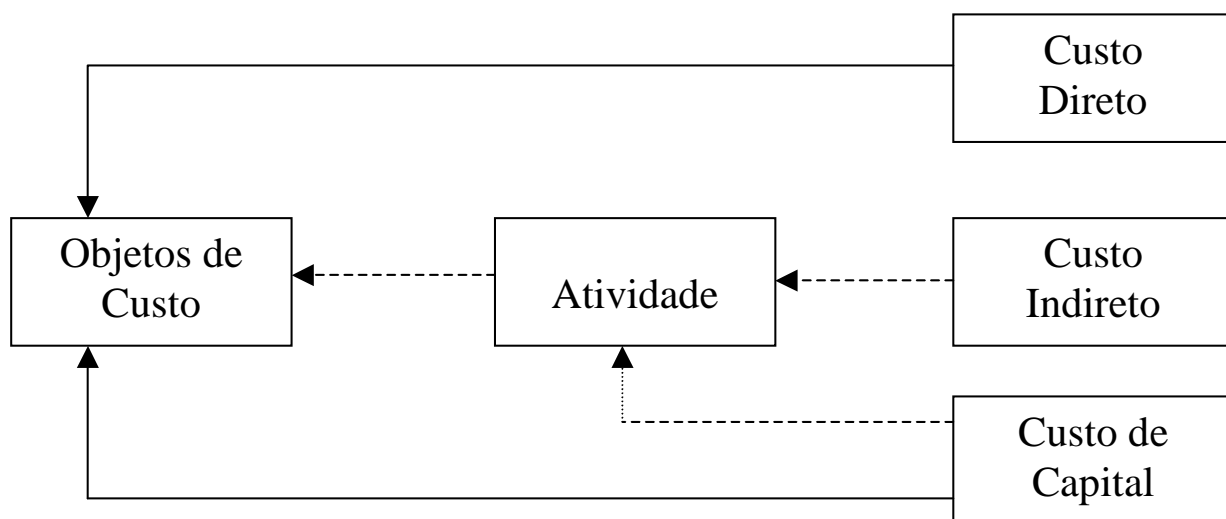 Custo
Direto
Objetos de
Custo
Atividade
Custo
Indireto
Custo de
Capital